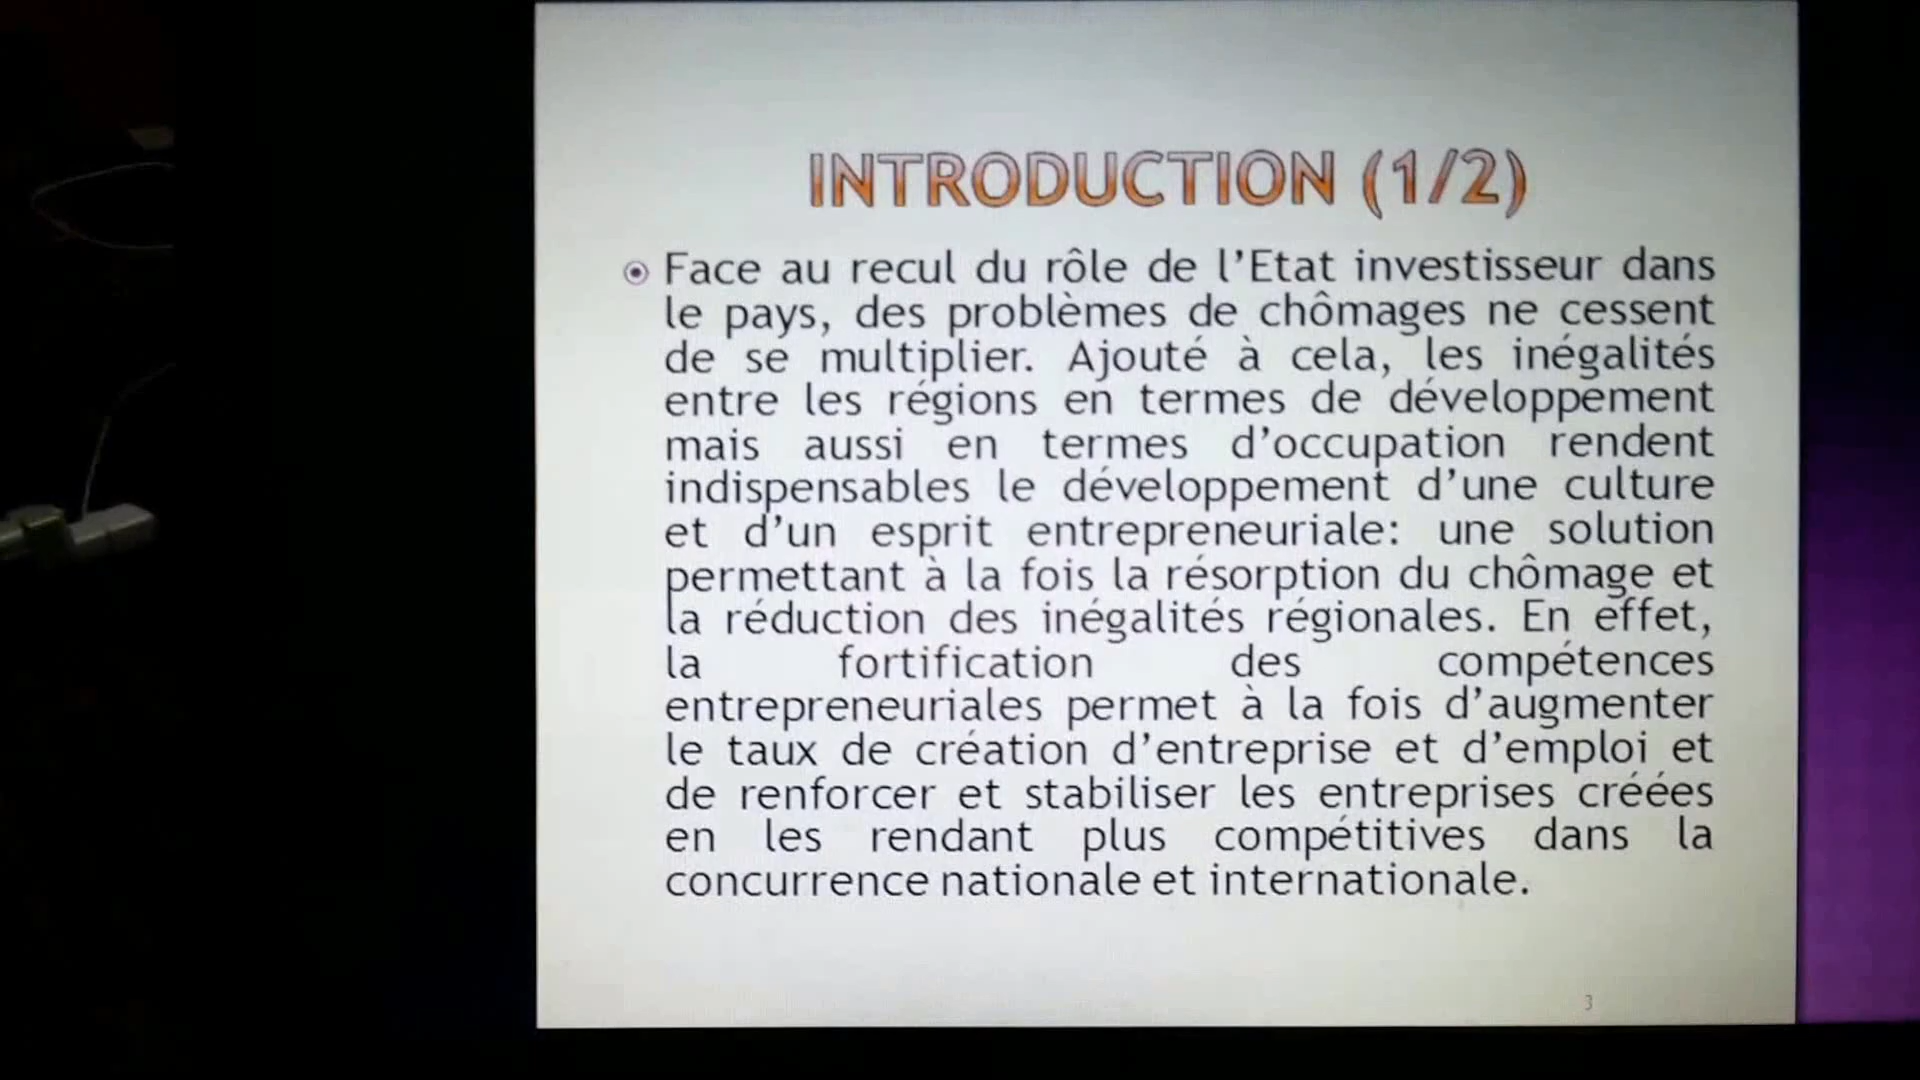 INTRODUCTION (1/2)
Face au recul du rôle de l’Etat investisseur dans
le pays, des problèmes de chômages ne cessent
de se multiplier. Ajouté à cela, les inégalités
entre les régions en termes de développement
mais aussi en termes d’occupation rendent
indispensables le développement d’une culture
et d’un esprit entrepreneuriale: une solution
permettant à la fois la résorption du chômage et
la réduction des inégalités régionales. En effet,
la fortification des compétences
entrepreneuriales permet à la fois d’augmenter
le taux de création d’entreprise et d’emploi et
de renforcer et stabiliser les entreprises créées
en les rendant plus compétitives dans la
concurrence nationale et internationale.
3